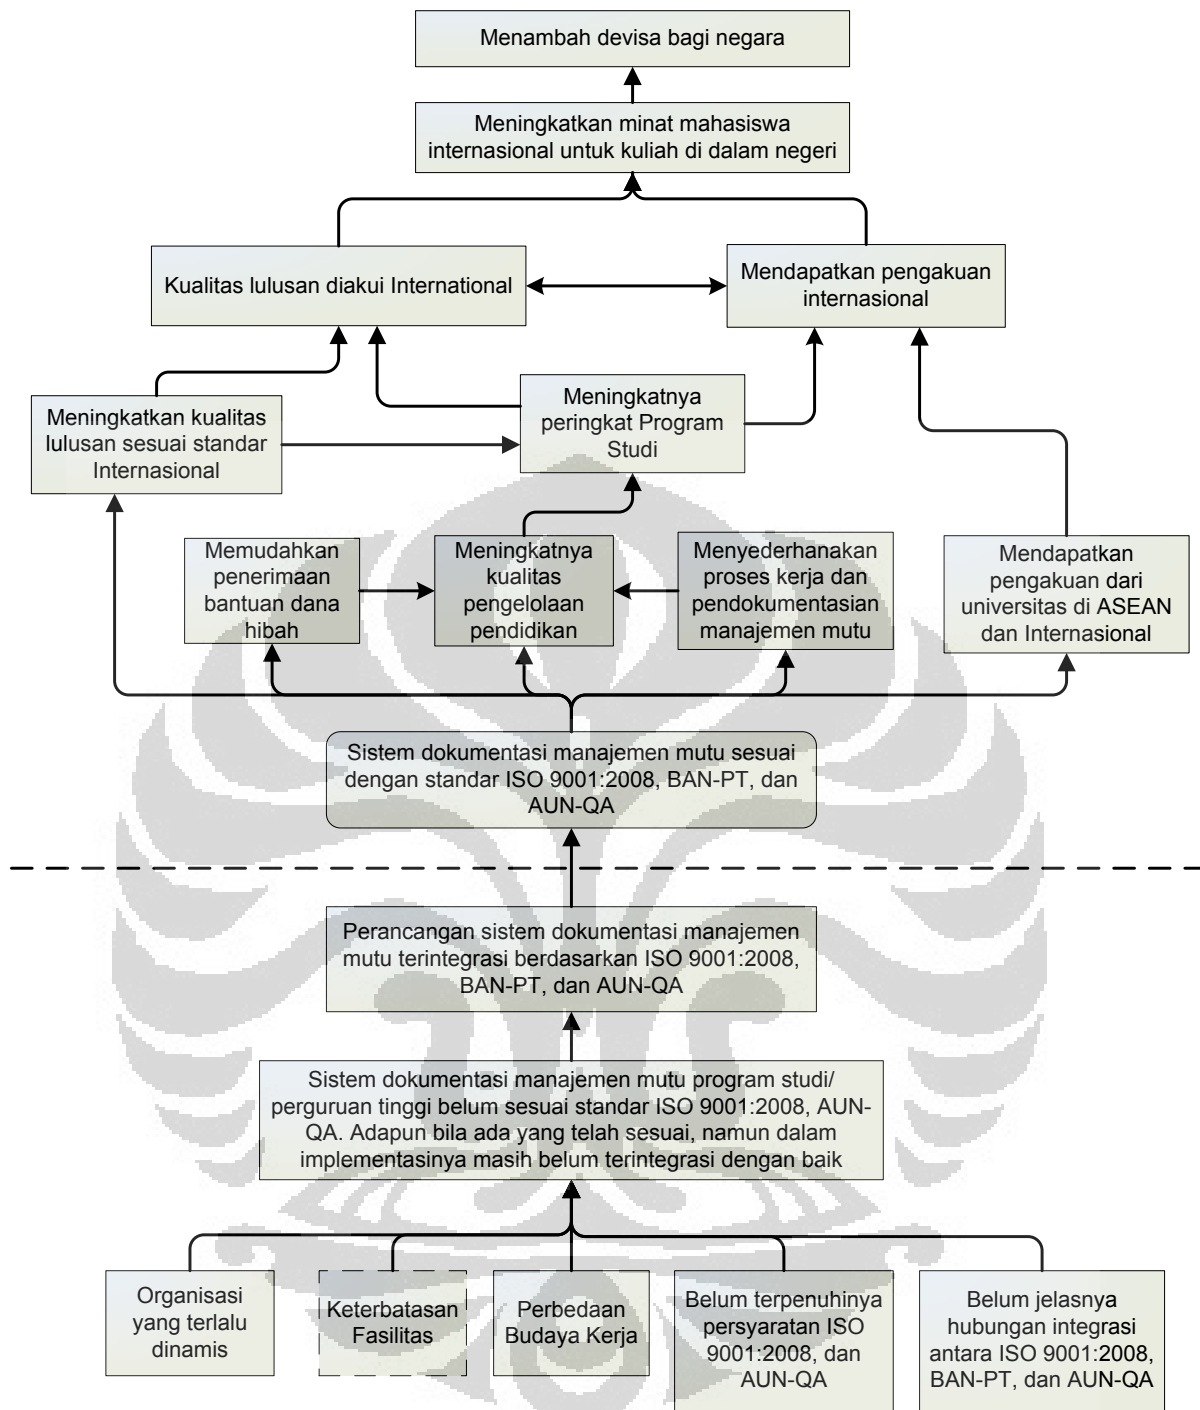 Menambah devisa bagi negara
Meningkatkan minat mahasiswa
internasional untuk kuliah di dalam negeri
Kualitas lulusan diakui International
Mendapatkan pengakuan
internasional
Meningkatkan kualitas
lulusan sesuai standar
Internasional
Meningkatnya
peringkat Program
Studi
Memudahkan
penerimaan
bantuan dana
hibah
Meningkatnya
kualitas
pengelolaan
pendidikan
Menyederhanakan
proses kerja dan
pendokumentasian
manajemen mutu
Mendapatkan
pengakuan dari
universitas di ASEAN
dan Internasional
Sistem dokumentasi manajemen mutu sesuai
dengan standar ISO 9001:2008, BAN-PT, dan
AUN-QA
Perancangan sistem dokumentasi manajemen
mutu terintegrasi berdasarkan ISO 9001:2008,
BAN-PT, dan AUN-QA
Sistem dokumentasi manajemen mutu program studi/
perguruan tinggi belum sesuai standar ISO 9001:2008, AUN-
QA. Adapun bila ada yang telah sesuai, namun dalam
implementasinya masih belum terintegrasi dengan baik
Organisasi
yang terlalu
dinamis
Keterbatasan
Fasilitas
Perbedaan
Budaya Kerja
Belum terpenuhinya
persyaratan ISO
9001:2008, dan
AUN-QA
Belum jelasnya
hubungan integrasi
antara ISO 9001:2008,
BAN-PT, dan AUN-QA